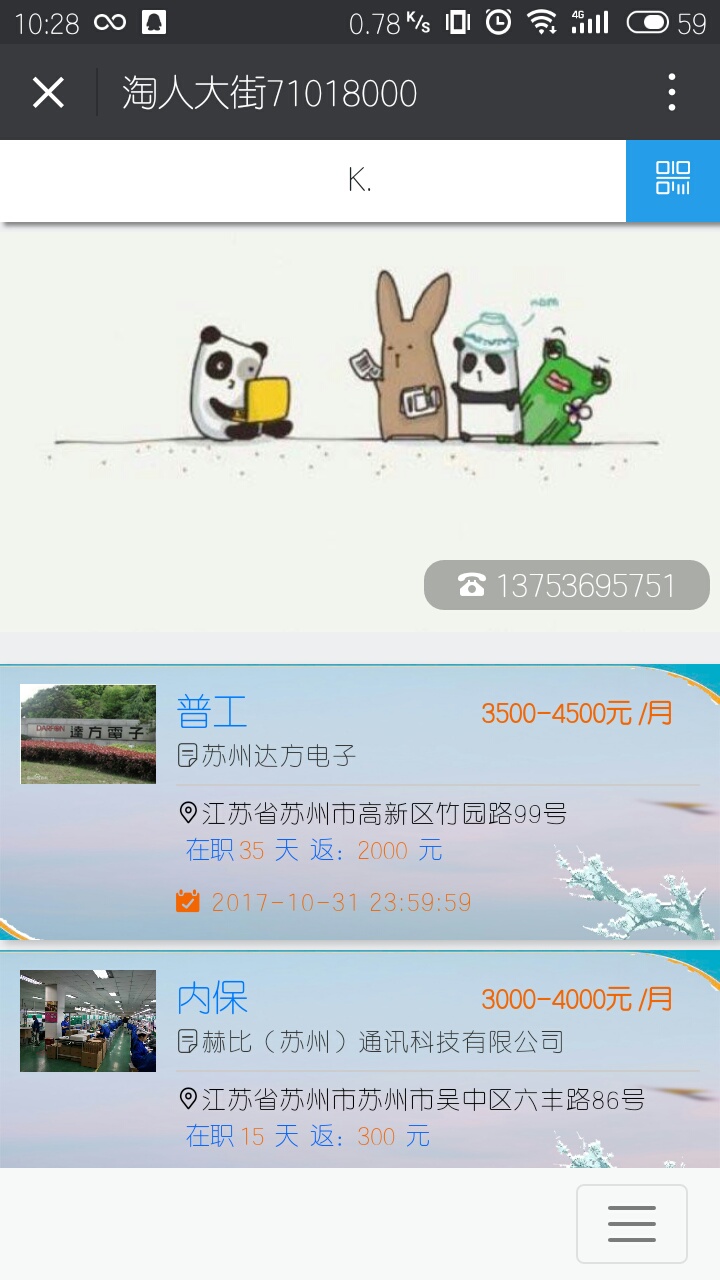 10:28 0.78 K/s 4G 59
淘人大街71018000
K.
nom
13753695751
DARFON 達方電子
普工 3500-4500元 /月
苏州达方电子
江苏省苏州市高新区竹园路99号
在职 35 天 返：2000 元
2017-10-31 23:59:59
内保 3000-4000元 /月
赫比（苏州）通讯科技有限公司
江苏省苏州市苏州市吴中区六丰路86号
在职 15 天 返：300 元